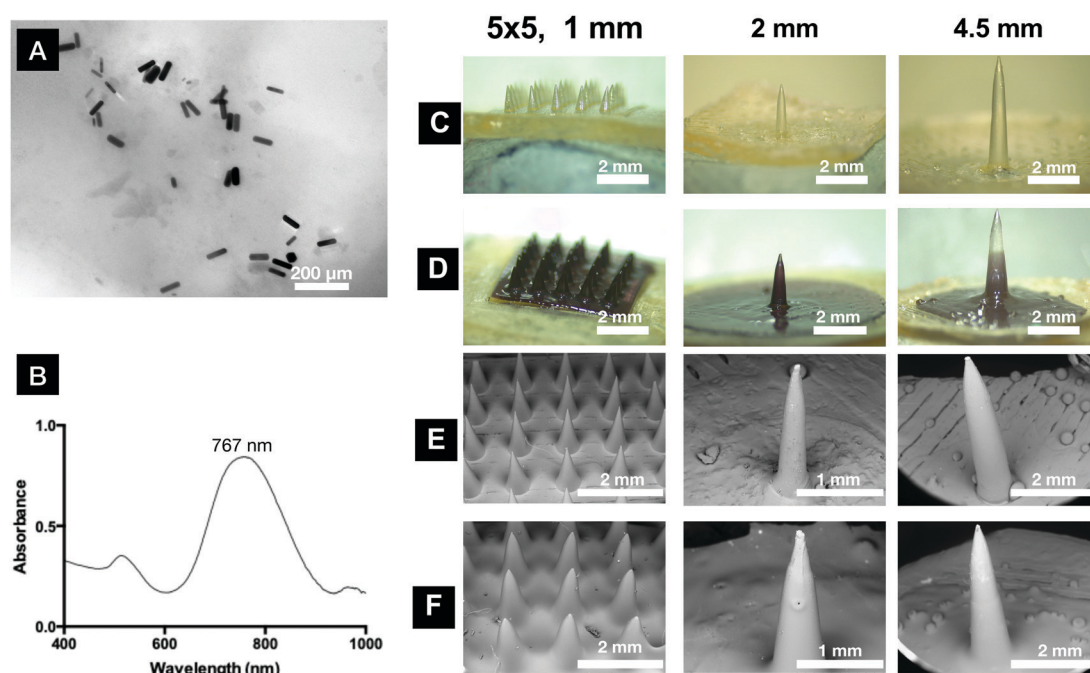 A
200 µm
B
767 nm
1.0
0.5
0.0
Absorbance
400 600 800 1000
Wavelength (nm)
5x5, 1 mm 2 mm 4.5 mm
C
2 mm 2 mm 2 mm
D
2 mm 2 mm 2 mm
E
2 mm 1 mm 2 mm
F
2 mm 1 mm 2 mm